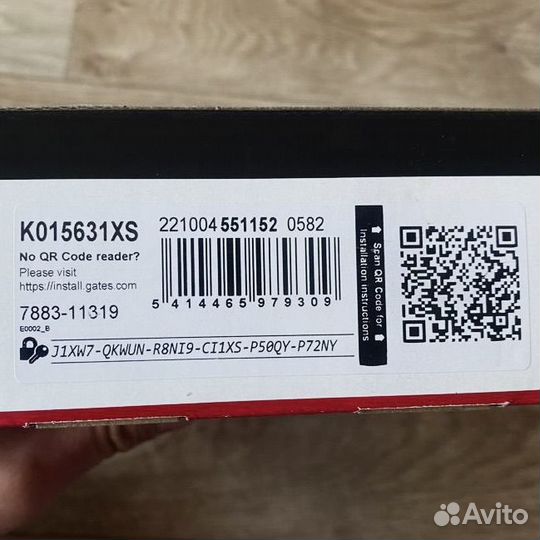 K015631XS
No QR Code reader?
Please visit
https://install.gates.com
7883-11319
E0002_B
221004 551152 0582
5 414465 979309
Scan QR Code for
Installation instructions
J1XW7-QKWUN-R8NI9-CI1XS-P50QY-P72NY
Avito